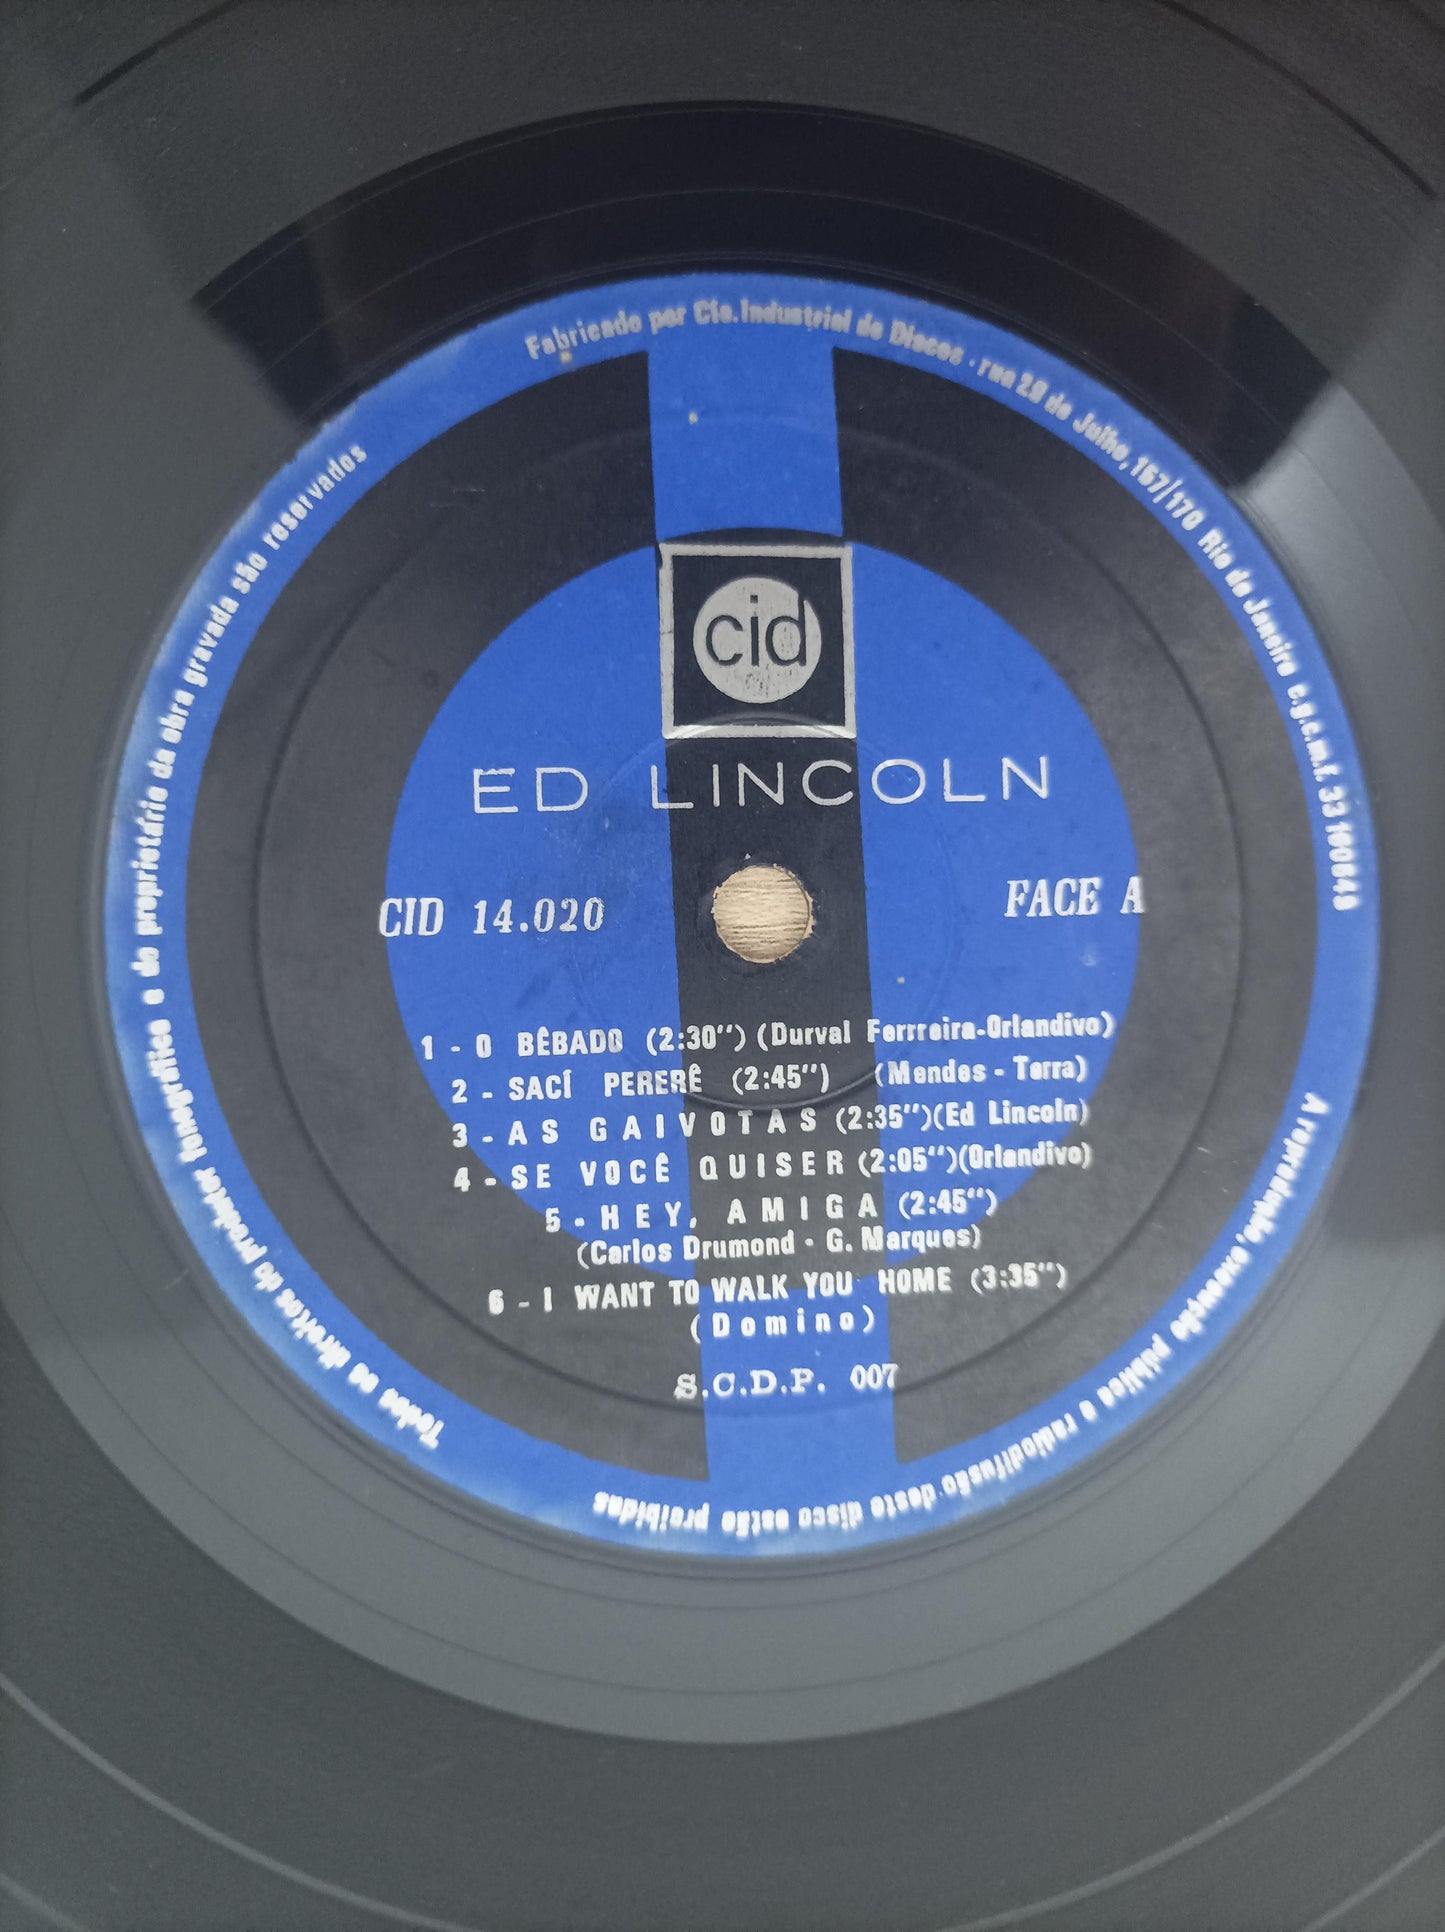 Fabricado por Cia. Industrial de Discos · rua 29 de Julho, 167/170 Rio de Janeiro c.g.c.m.f. 33
cid
ED LINCOLN
CID 14.020
FACE A
1 - O BÊBADO (2:30") (Durval Ferrreira-Orlandivo)
2 - SACÍ PERERÊ (2:45") (Mendes - Terra)
3 - AS GAIVOTAS (2:35") (Ed Lincoln)
4 - SE VOCÊ QUISER (2:05") (Orlandivo)
5 - HEY, AMIGA (2:45")
(Carlos Drumond - G. Marques)
6 - I WANT TO WALK YOU HOME (3:35")
(Domino)
S.C.D.P. 007
Todos os direitos do produtor fonográfico e do proprietário da obra gravada são reservados
A reprodução, execução pública e radiodifusão deste disco estão proibidas